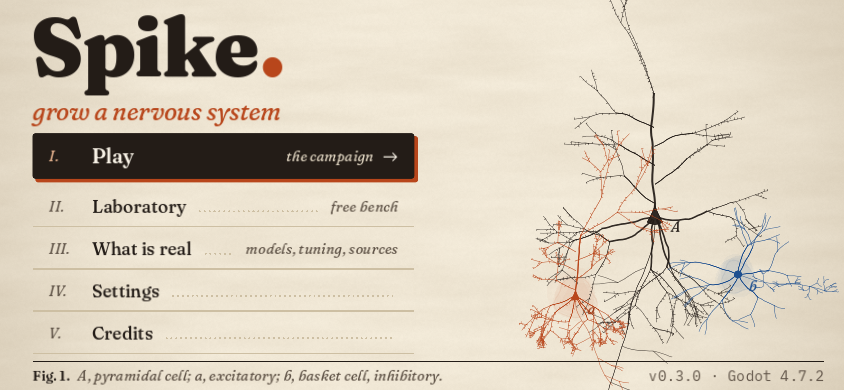 Spike.
grow a nervous system
I. Play the campaign →
II. Laboratory free bench
III. What is real models, tuning, sources
IV. Settings
V. Credits
A
a
b
Fig. 1. A, pyramidal cell; a, excitatory; b, basket cell, inhibitory.
v0.3.0 · Godot 4.7.2